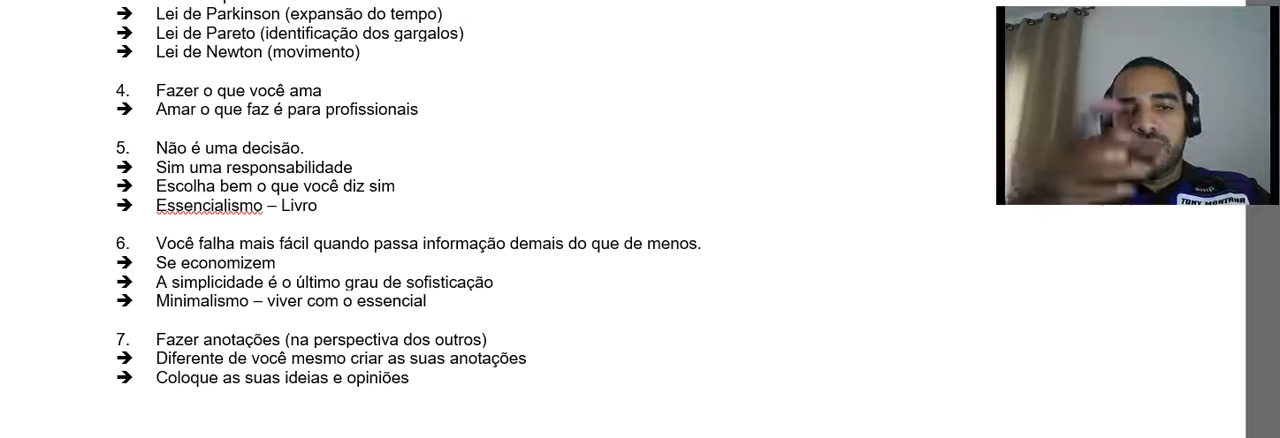 ➔ Lei de Parkinson (expansão do tempo)
➔ Lei de Pareto (identificação dos gargalos)
➔ Lei de Newton (movimento)
4. Fazer o que você ama
➔ Amar o que faz é para profissionais
5. Não é uma decisão.
➔ Sim uma responsabilidade
➔ Escolha bem o que você diz sim
➔ Essencialismo – Livro
6. Você falha mais fácil quando passa informação demais do que de menos.
➔ Se economizem
➔ A simplicidade é o último grau de sofisticação
➔ Minimalismo – viver com o essencial
7. Fazer anotações (na perspectiva dos outros)
➔ Diferente de você mesmo criar as suas anotações
➔ Coloque as suas ideias e opiniões
smp
TONY MONTANA